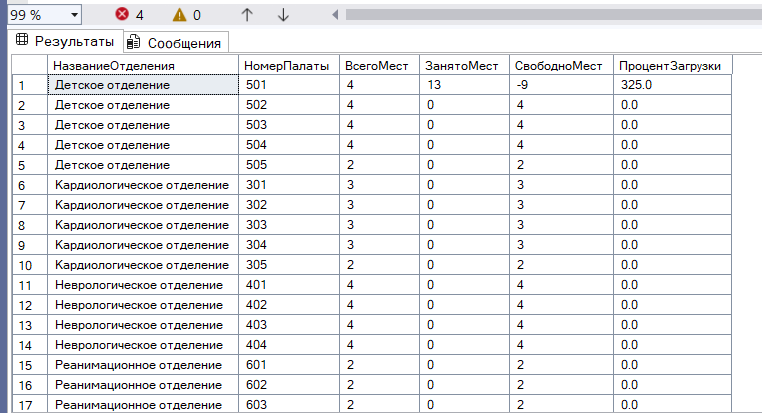 99 % 4 0
Результаты Сообщения
НазваниеОтделения НомерПалаты ВсегоМест ЗанятоМест СвободноМест ПроцентЗагрузки
1 Детское отделение 501 4 13 -9 325.0
2 Детское отделение 502 4 0 4 0.0
3 Детское отделение 503 4 0 4 0.0
4 Детское отделение 504 4 0 4 0.0
5 Детское отделение 505 2 0 2 0.0
6 Кардиологическое отделение 301 3 0 3 0.0
7 Кардиологическое отделение 302 3 0 3 0.0
8 Кардиологическое отделение 303 3 0 3 0.0
9 Кардиологическое отделение 304 3 0 3 0.0
10 Кардиологическое отделение 305 2 0 2 0.0
11 Неврологическое отделение 401 4 0 4 0.0
12 Неврологическое отделение 402 4 0 4 0.0
13 Неврологическое отделение 403 4 0 4 0.0
14 Неврологическое отделение 404 4 0 4 0.0
15 Реанимационное отделение 601 2 0 2 0.0
16 Реанимационное отделение 602 2 0 2 0.0
17 Реанимационное отделение 603 2 0 2 0.0